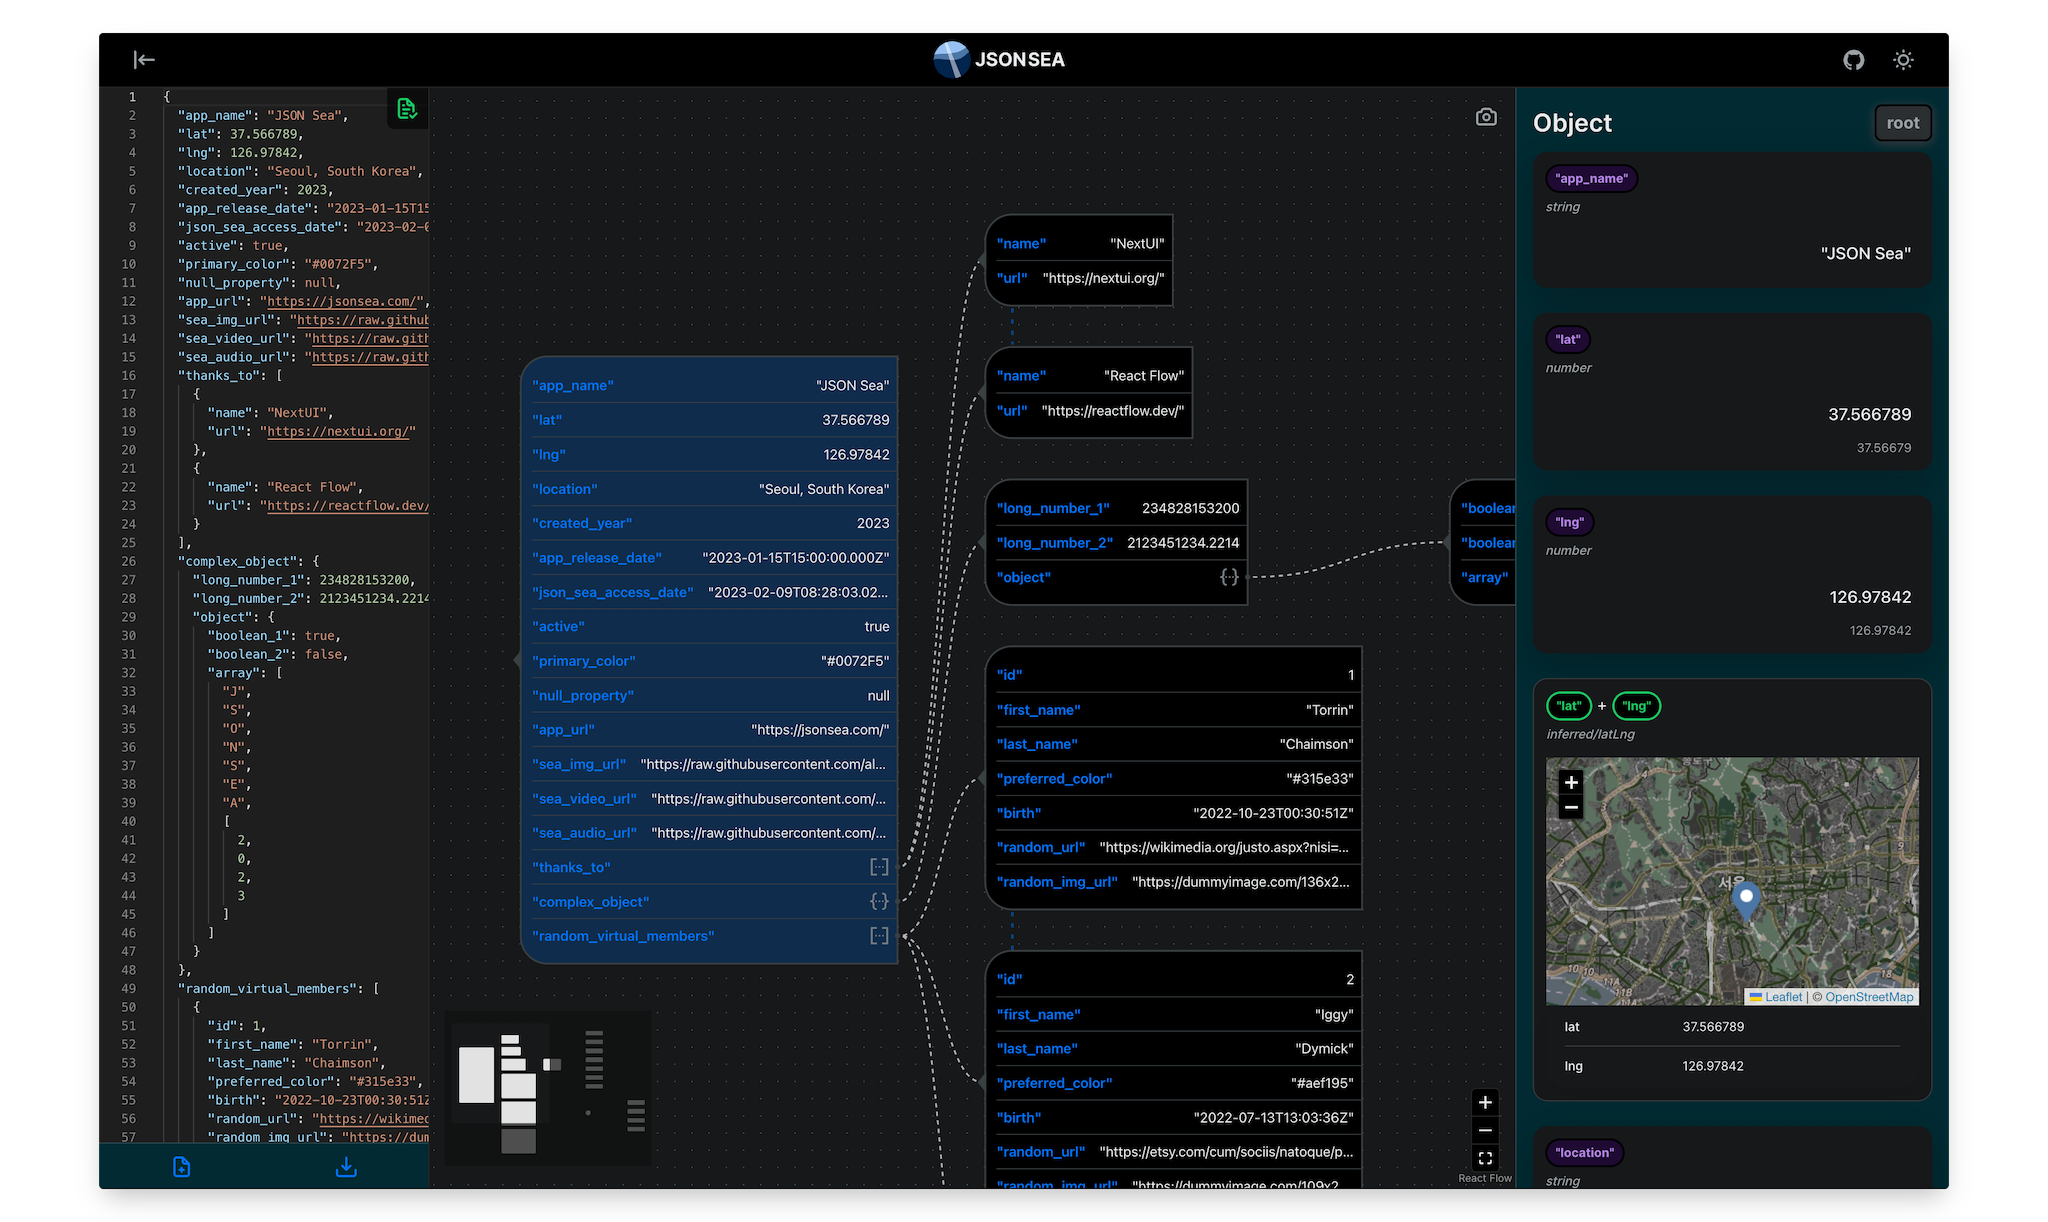 JSONSEA
1 {
2 "app_name": "JSON Sea",
3 "lat": 37.566789,
4 "lng": 126.97842,
5 "location": "Seoul, South Korea",
6 "created_year": 2023,
7 "app_release_date": "2023-01-15T15
8 "json_sea_access_date": "2023-02-0
9 "active": true,
10 "primary_color": "#0072F5",
11 "null_property": null,
12 "app_url": "https://jsonsea.com/",
13 "sea_img_url": "https://raw.github
14 "sea_video_url": "https://raw.gith
15 "sea_audio_url": "https://raw.gith
16 "thanks_to": [
17 {
18 "name": "NextUI",
19 "url": "https://nextui.org/"
20 },
21 {
22 "name": "React Flow",
23 "url": "https://reactflow.dev/
24 }
25 ],
26 "complex_object": {
27 "long_number_1": 234828153200,
28 "long_number_2": 2123451234.2214
29 "object": {
30 "boolean_1": true,
31 "boolean_2": false,
32 "array": [
33 "J",
34 "S",
35 "O",
36 "N",
37 "S",
38 "E",
39 "A",
40 [
41 2,
42 0,
43 2,
44 3
45 ]
46 ]
47 }
48 },
49 "random_virtual_members": [
50 {
51 "id": 1,
52 "first_name": "Torrin",
53 "last_name": "Chaimson",
54 "preferred_color": "#315e33",
55 "birth": "2022-10-23T00:30:51Z
56 "random_url": "https://wikimed
57 "random_img_url": "https://dum
"app_name" "JSON Sea"
"lat" 37.566789
"lng" 126.97842
"location" "Seoul, South Korea"
"created_year" 2023
"app_release_date" "2023-01-15T15:00:00.000Z"
"json_sea_access_date" "2023-02-09T08:28:03.02...
"active" true
"primary_color" "#0072F5"
"null_property" null
"app_url" "https://jsonsea.com/"
"sea_img_url" "https://raw.githubusercontent.com/al...
"sea_video_url" "https://raw.githubusercontent.com/...
"sea_audio_url" "https://raw.githubusercontent.com/...
"thanks_to" [··]
"complex_object" {··}
"random_virtual_members" [··]
"name" "NextUI"
"url" "https://nextui.org/"
"name" "React Flow"
"url" "https://reactflow.dev/"
"long_number_1" 234828153200
"long_number_2" 2123451234.2214
"object" {··}
"boolear
"boolear
"array"
"id" 1
"first_name" "Torrin"
"last_name" "Chaimson"
"preferred_color" "#315e33"
"birth" "2022-10-23T00:30:51Z"
"random_url" "https://wikimedia.org/justo.aspx?nisi=...
"random_img_url" "https://dummyimage.com/136x2...
"id" 2
"first_name" "Iggy"
"last_name" "Dymick"
"preferred_color" "#aef195"
"birth" "2022-07-13T13:03:36Z"
"random_url" "https://etsy.com/cum/sociis/natoque/p...
"random_img_url" "https://dummyimage.com/109x2...
+
−
React Flow
Object root
"app_name"
string
"JSON Sea"
"lat"
number
37.566789
37.56679
"lng"
number
126.97842
126.97842
"lat" + "lng"
inferred/latLng
+
−
서울
10 10
11A
18
Leaflet | © OpenStreetMap
lat 37.566789
lng 126.97842
"location"
string